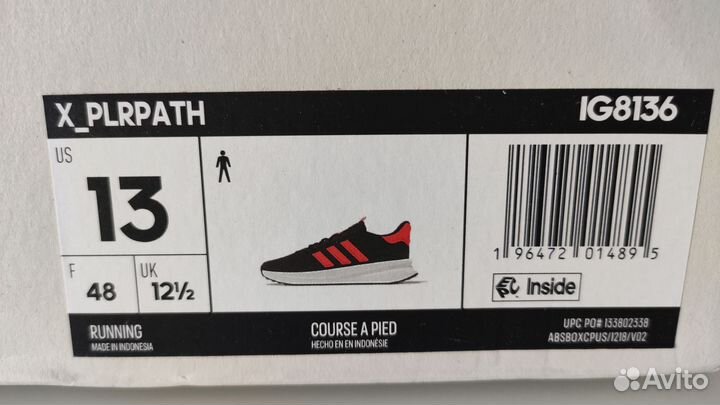 X_PLRPATH
IG8136
US
13
F
48
UK
12½
1 96472 01489 5
EPC Inside
RUNNING
MADE IN INDONESIA
COURSE A PIED
HECHO EN EN INDONÉSIE
UPC PO# 133802338
ABSBOXCPUS/1218/V02
Avito